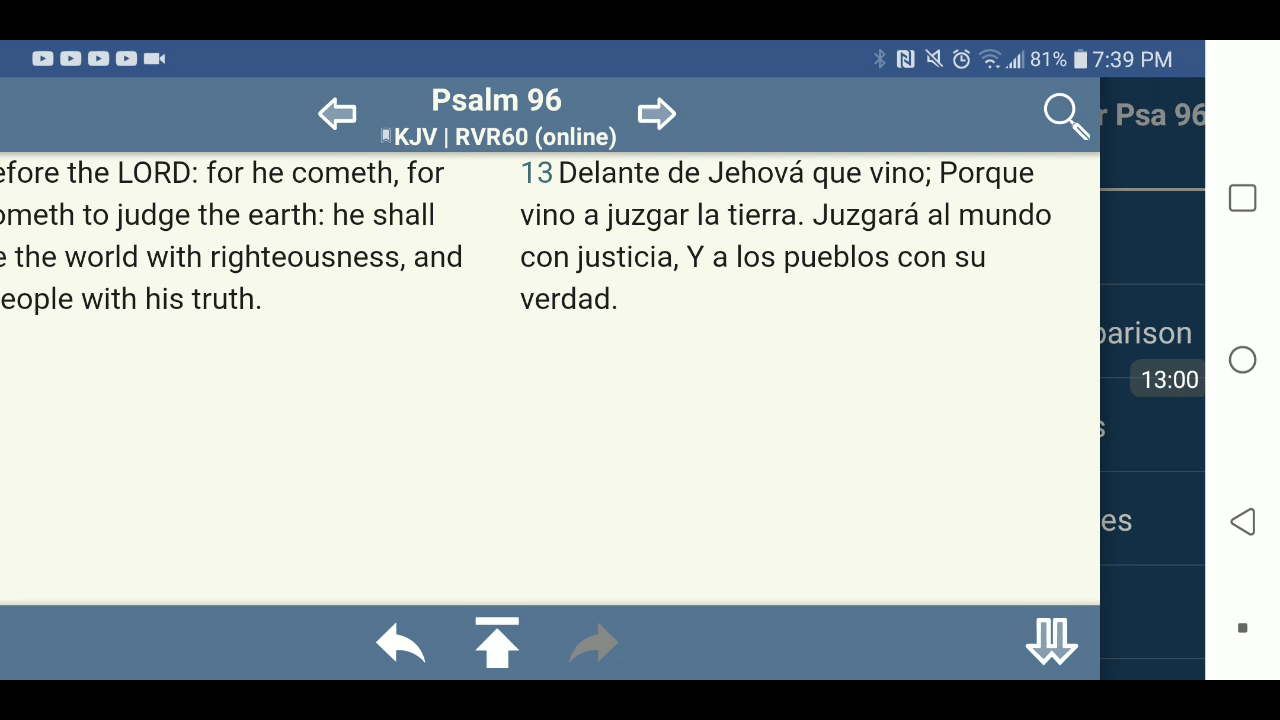 81% 7:39 PM
Psalm 96
KJV | RVR60 (online)
Psa 96
efore the LORD: for he cometh, for
ometh to judge the earth: he shall
e the world with righteousness, and
eople with his truth.
13 Delante de Jehová que vino; Porque
vino a juzgar la tierra. Juzgará al mundo
con justicia, Y a los pueblos con su
verdad.
parison
13:00
s
es